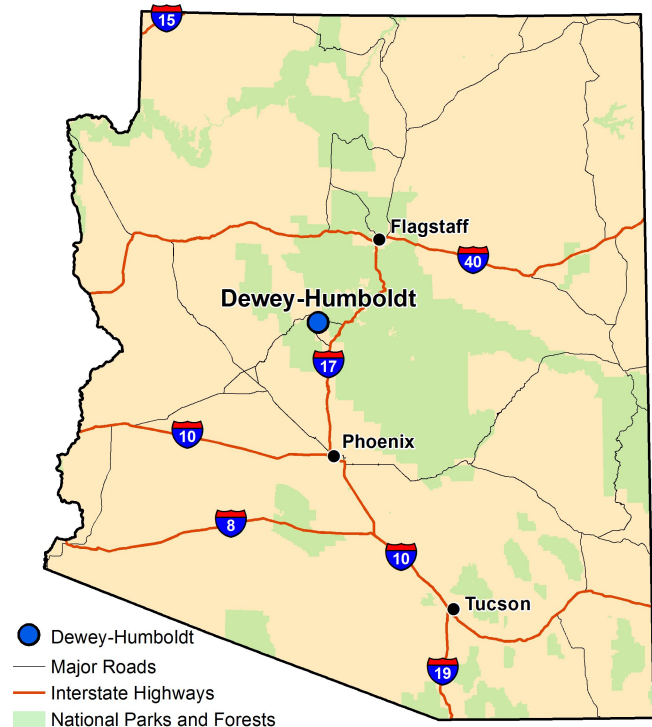 15
Flagstaff
40
Dewey-Humboldt
17
10
Phoenix
8
10
Tucson
19
Dewey-Humboldt
Major Roads
Interstate Highways
National Parks and Forests